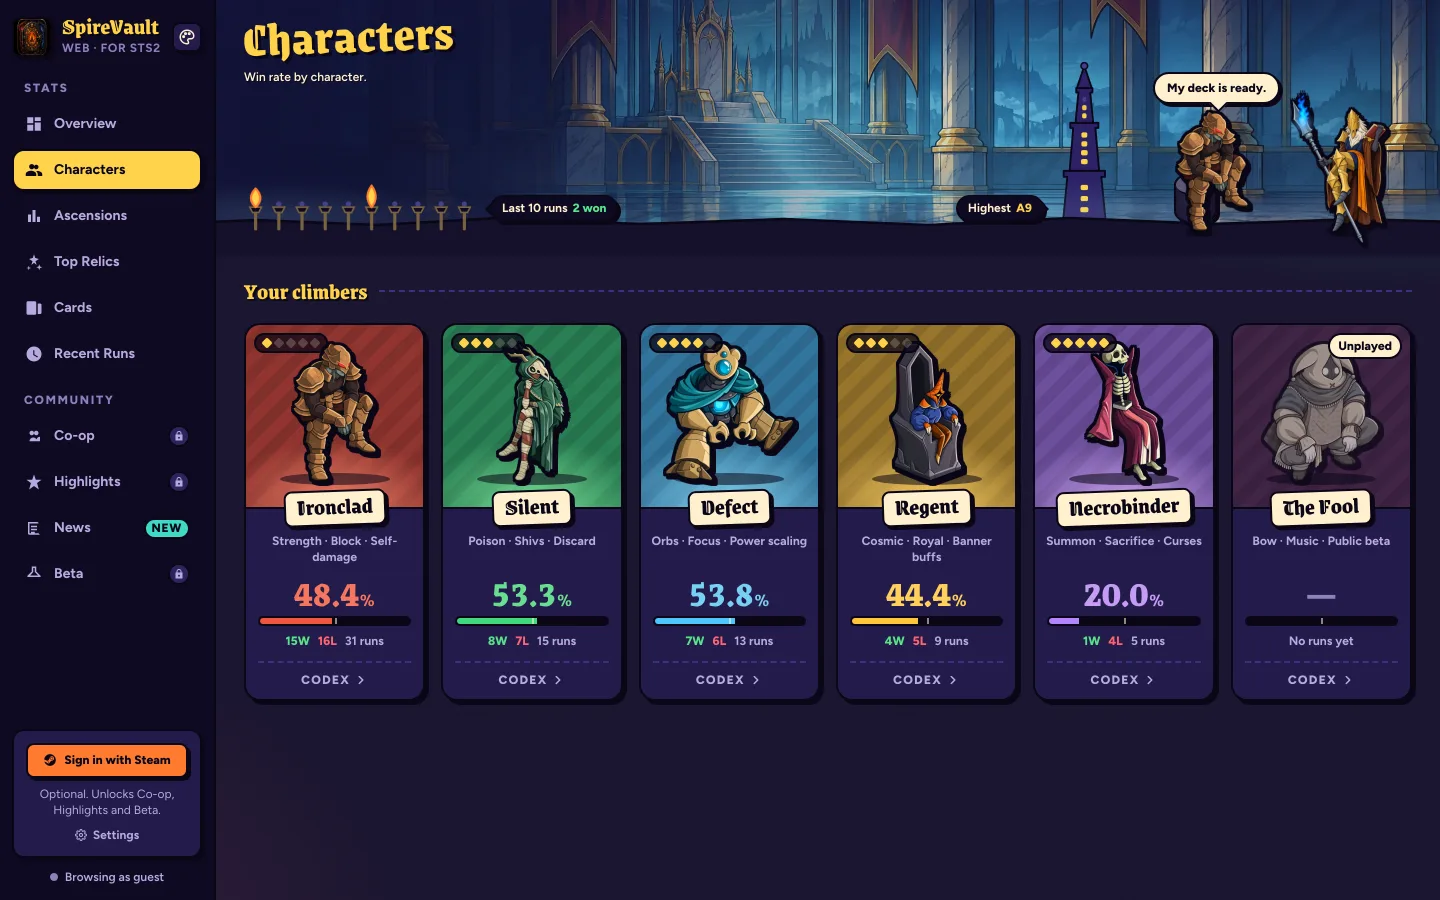 SpireVault
WEB · FOR STS2
STATS
Overview
Characters
Ascensions
Top Relics
Cards
Recent Runs
COMMUNITY
Co-op
Highlights
News NEW
Beta
Sign in with Steam
Optional. Unlocks Co-op,
Highlights and Beta.
Settings
Browsing as guest
Characters
Win rate by character.
My deck is ready.
Last 10 runs 2 won
Highest A9
Your climbers
Ironclad
Strength · Block · Self-
damage
48.4%
15W 16L 31 runs
CODEX
Silent
Poison · Shivs · Discard
53.3%
8W 7L 15 runs
CODEX
Defect
Orbs · Focus · Power scaling
53.8%
7W 6L 13 runs
CODEX
Regent
Cosmic · Royal · Banner
buffs
44.4%
4W 5L 9 runs
CODEX
Necrobinder
Summon · Sacrifice · Curses
20.0%
1W 4L 5 runs
CODEX
Unplayed
The Fool
Bow · Music · Public beta
—
No runs yet
CODEX